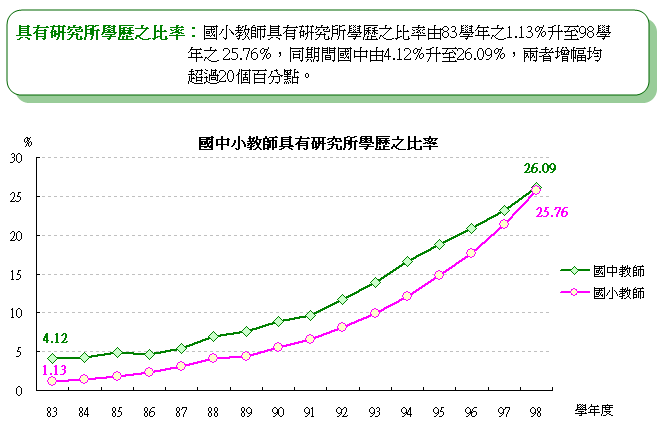 具有研究所學歷之比率：國小教師具有研究所學歷之比率由83學年之1.13%升至98學
年之 25.76%，同期間國中由4.12%升至26.09%，兩者增幅均
超過20個百分點。
國中小教師具有研究所學歷之比率
%
30
25
20
15
10
5
0
26.09
25.76
4.12
1.13
國中教師
國小教師
83 84 85 86 87 88 89 90 91 92 93 94 95 96 97 98 學年度